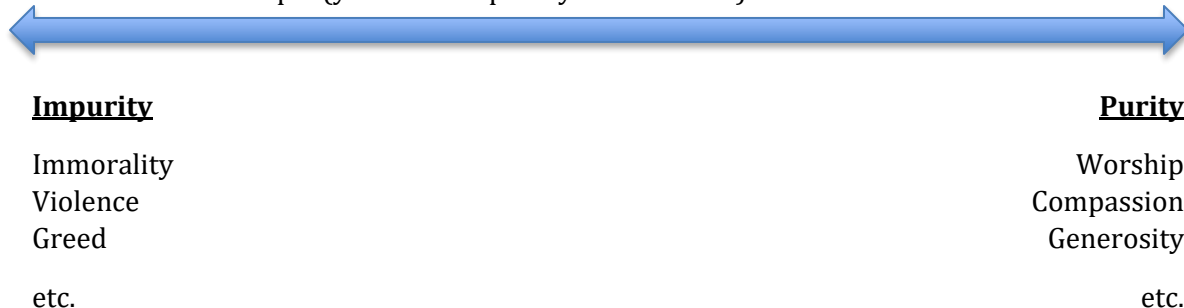 Impurity Purity
Immorality Worship
Violence Compassion
Greed Generosity
etc. etc.